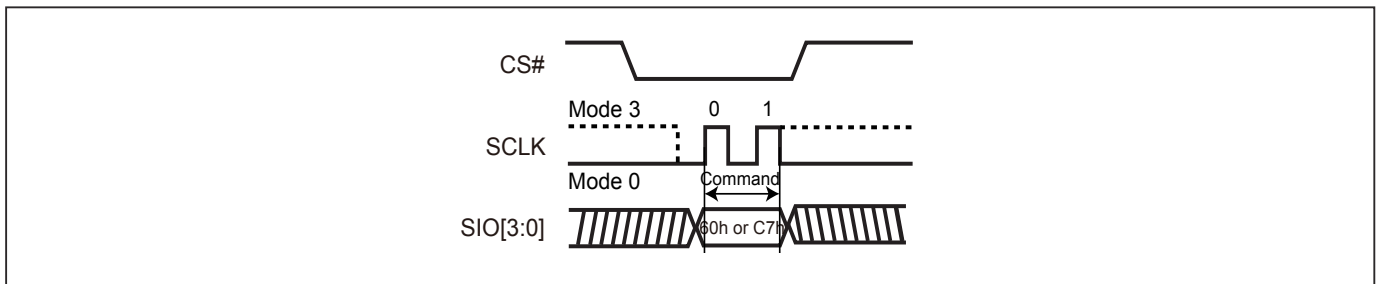 CS#
Mode 3 0 1
SCLK
Mode 0 Command
SIO[3:0] 60h or C7h